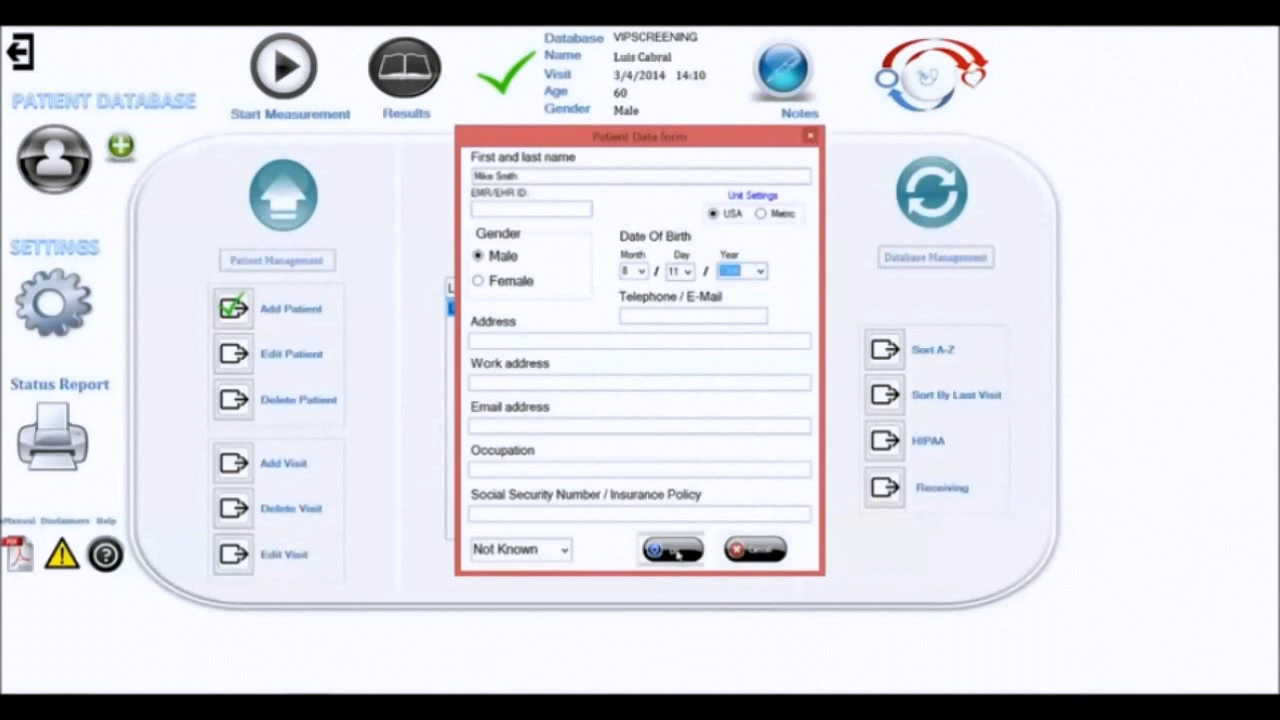 Database VIPSCREENING
Name Luis Cabral
Visit 3/4/2014 14:10
Age 60
Gender Male
PATIENT DATABASE
Start Measurement
Results
Notes
Patient Data form
First and last name
Mike Smith
EMR/EHR ID:
Unit Settings
USA Metric
Gender
Male
Female
Date Of Birth
Month Day Year
8 / 11 /
Telephone / E-Mail
Address
Work address
Email address
Occupation
Social Security Number / Insurance Policy
Not Known
Cancel
SETTINGS
Status Report
eManual Disclaimers Help
PDF
Patient Management
Add Patient
Edit Patient
Delete Patient
Add Visit
Delete Visit
Edit Visit
Database Management
Sort A-Z
Sort By Last Visit
HIPAA
Receiving